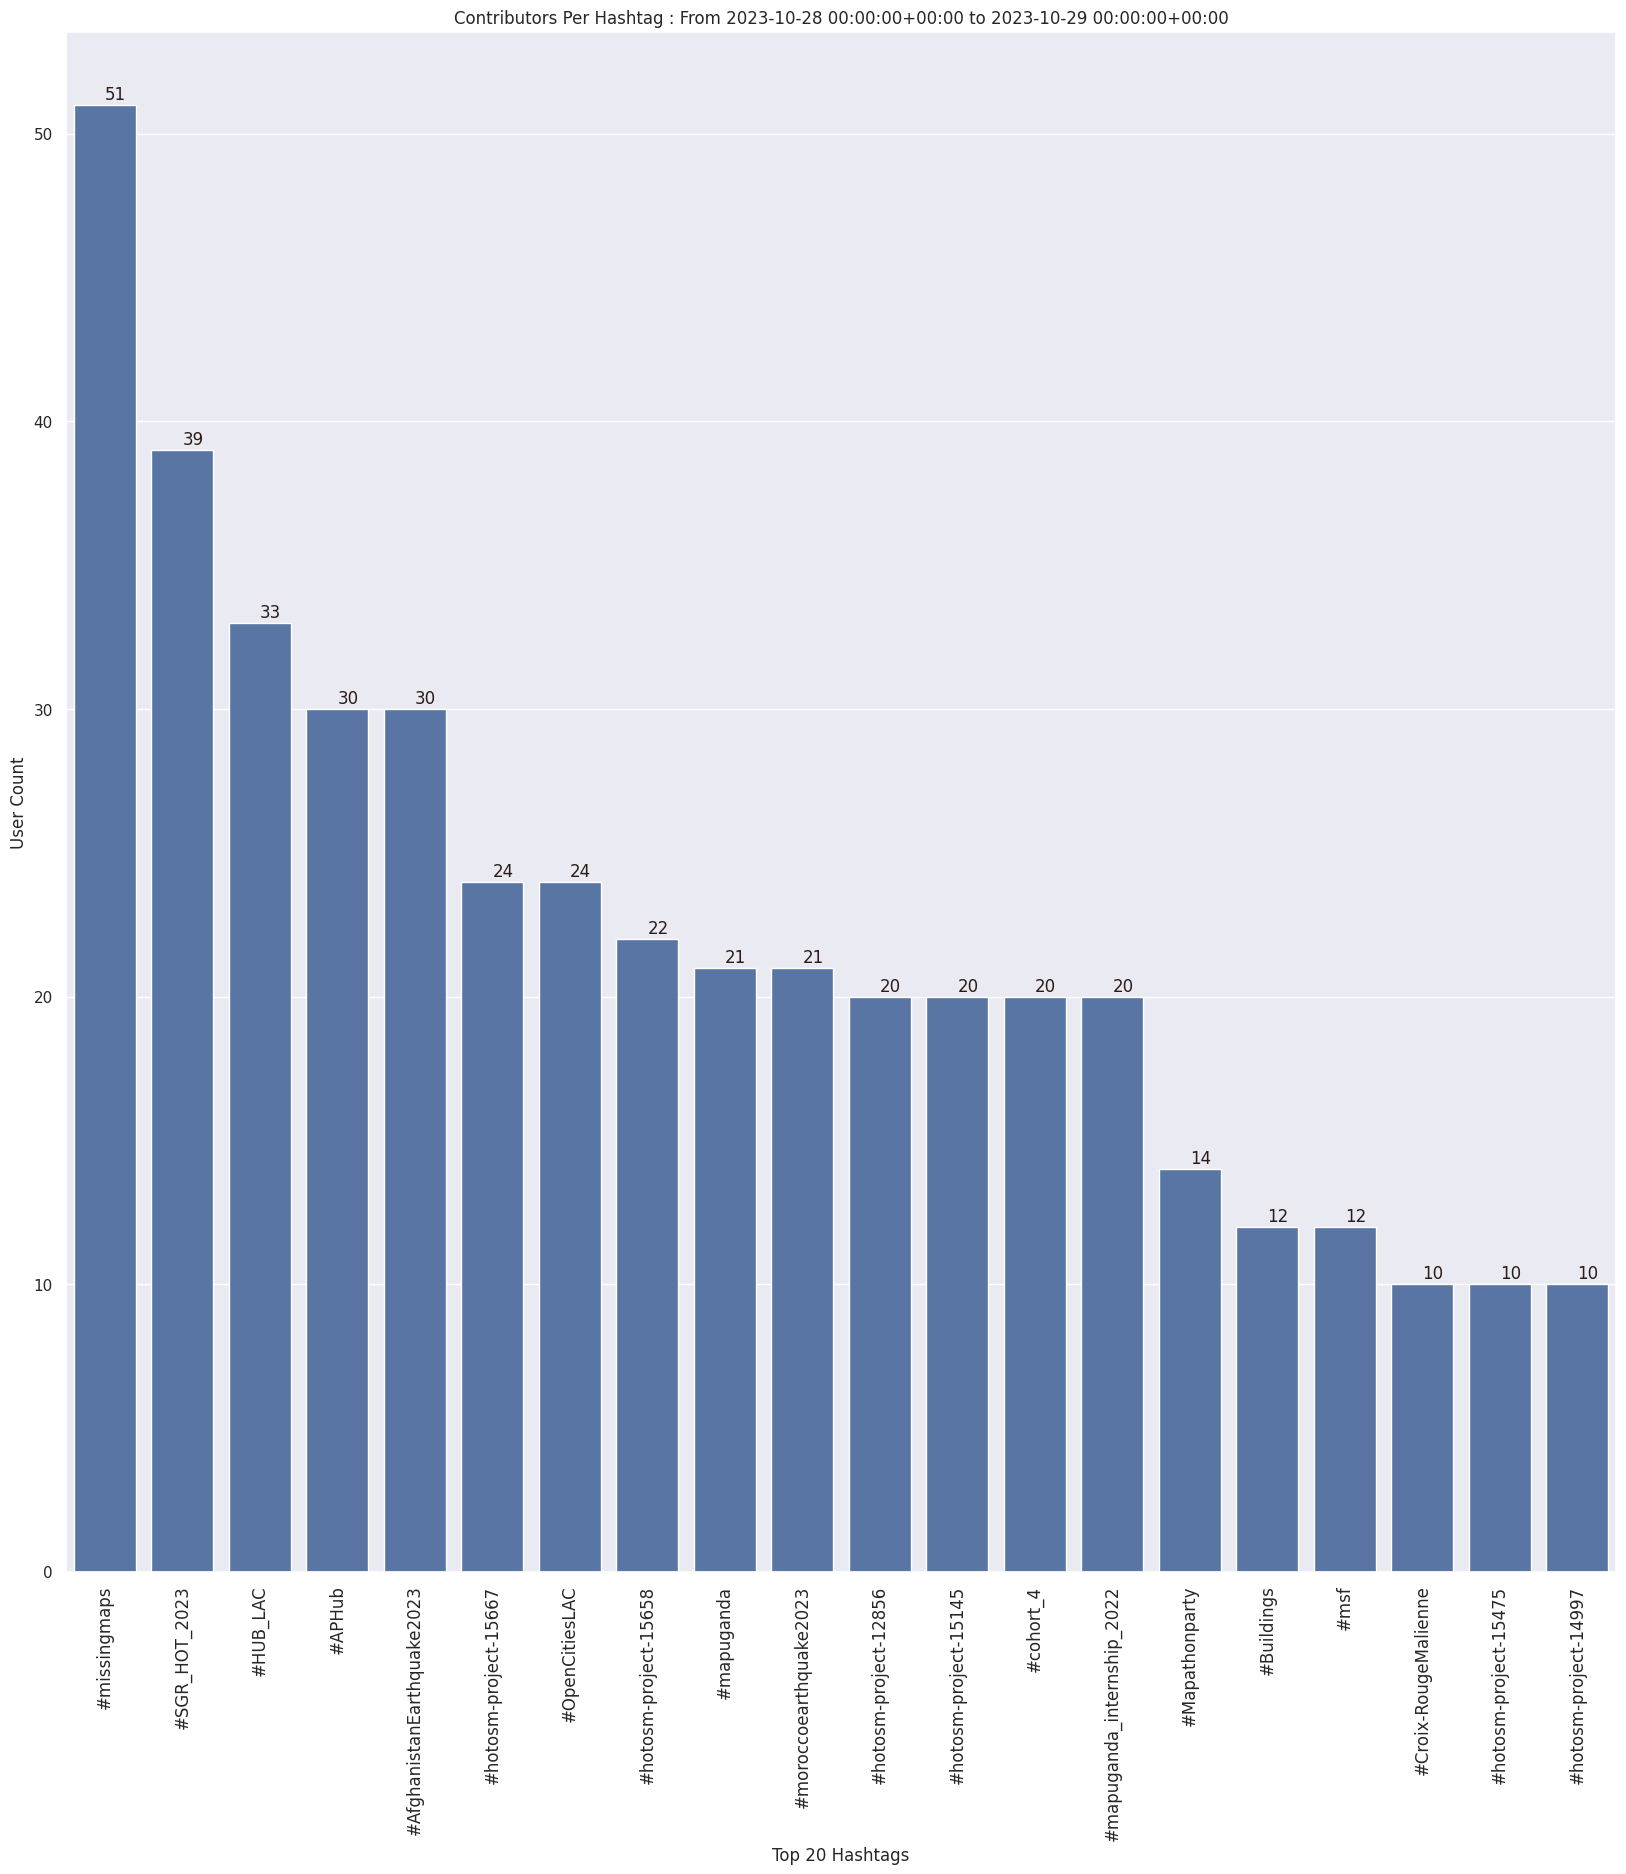 Contributors Per Hashtag : From 2023-10-28 00:00:00+00:00 to 2023-10-29 00:00:00+00:00
User Count
50
40
30
20
10
0
51
39
33
30
30
24
24
22
21
21
20
20
20
20
14
12
12
10
10
10
#missingmaps
#SGR_HOT_2023
#HUB_LAC
#APHub
#AfghanistanEarthquake2023
#hotosm-project-15667
#OpenCitiesLAC
#hotosm-project-15658
#mapuganda
#moroccoearthquake2023
#hotosm-project-12856
#hotosm-project-15145
#cohort_4
#mapuganda_internship_2022
#Mapathonparty
#Buildings
#msf
#Croix-RougeMalienne
#hotosm-project-15475
#hotosm-project-14997
Top 20 Hashtags